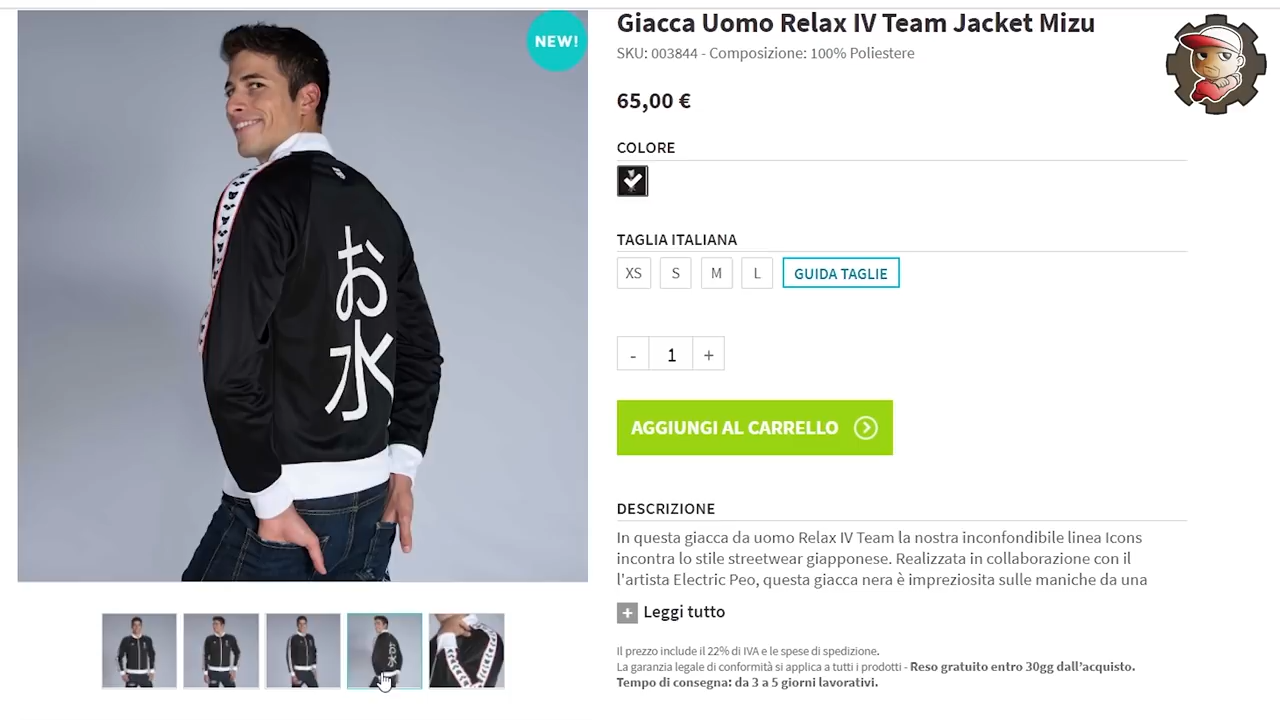 Giacca Uomo Relax IV Team Jacket Mizu
SKU: 003844 - Composizione: 100% Poliestere
NEW!
65,00 €
COLORE
TAGLIA ITALIANA
XS S M L GUIDA TAGLIE
- 1 +
AGGIUNGI AL CARRELLO
お
水
DESCRIZIONE
In questa giacca da uomo Relax IV Team la nostra inconfondibile linea Icons
incontra lo stile streetwear giapponese. Realizzata in collaborazione con il
l'artista Electric Peo, questa giacca nera è impreziosita sulle maniche da una
+ Leggi tutto
Il prezzo include il 22% di IVA e le spese di spedizione.
La garanzia legale di conformità si applica a tutti i prodotti - Reso gratuito entro 30gg dall'acquisto.
Tempo di consegna: da 3 a 5 giorni lavorativi.